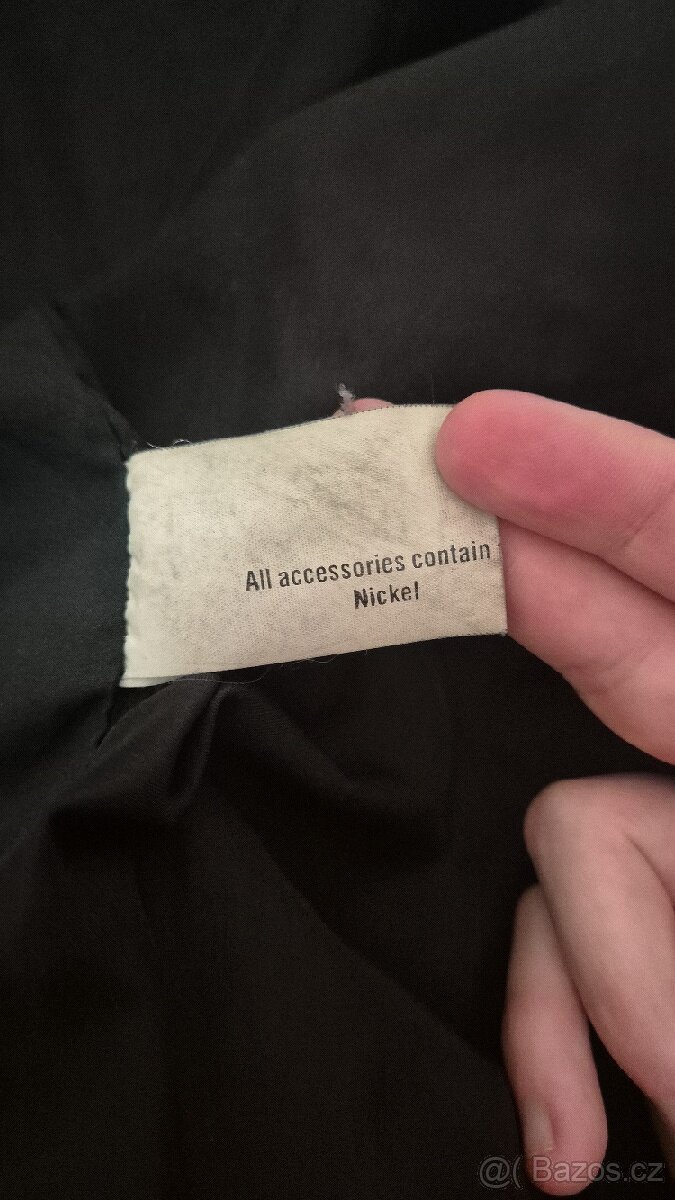 All accessories contain
Nickel
@( Bazos.cz